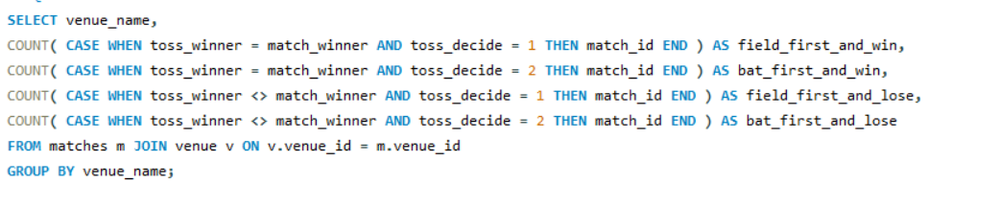 SELECT venue_name,
COUNT( CASE WHEN toss_winner = match_winner AND toss_decide = 1 THEN match_id END ) AS field_first_and_win,
COUNT( CASE WHEN toss_winner = match_winner AND toss_decide = 2 THEN match_id END ) AS bat_first_and_win,
COUNT( CASE WHEN toss_winner <> match_winner AND toss_decide = 1 THEN match_id END ) AS field_first_and_lose,
COUNT( CASE WHEN toss_winner <> match_winner AND toss_decide = 2 THEN match_id END ) AS bat_first_and_lose
FROM matches m JOIN venue v ON v.venue_id = m.venue_id
GROUP BY venue_name;